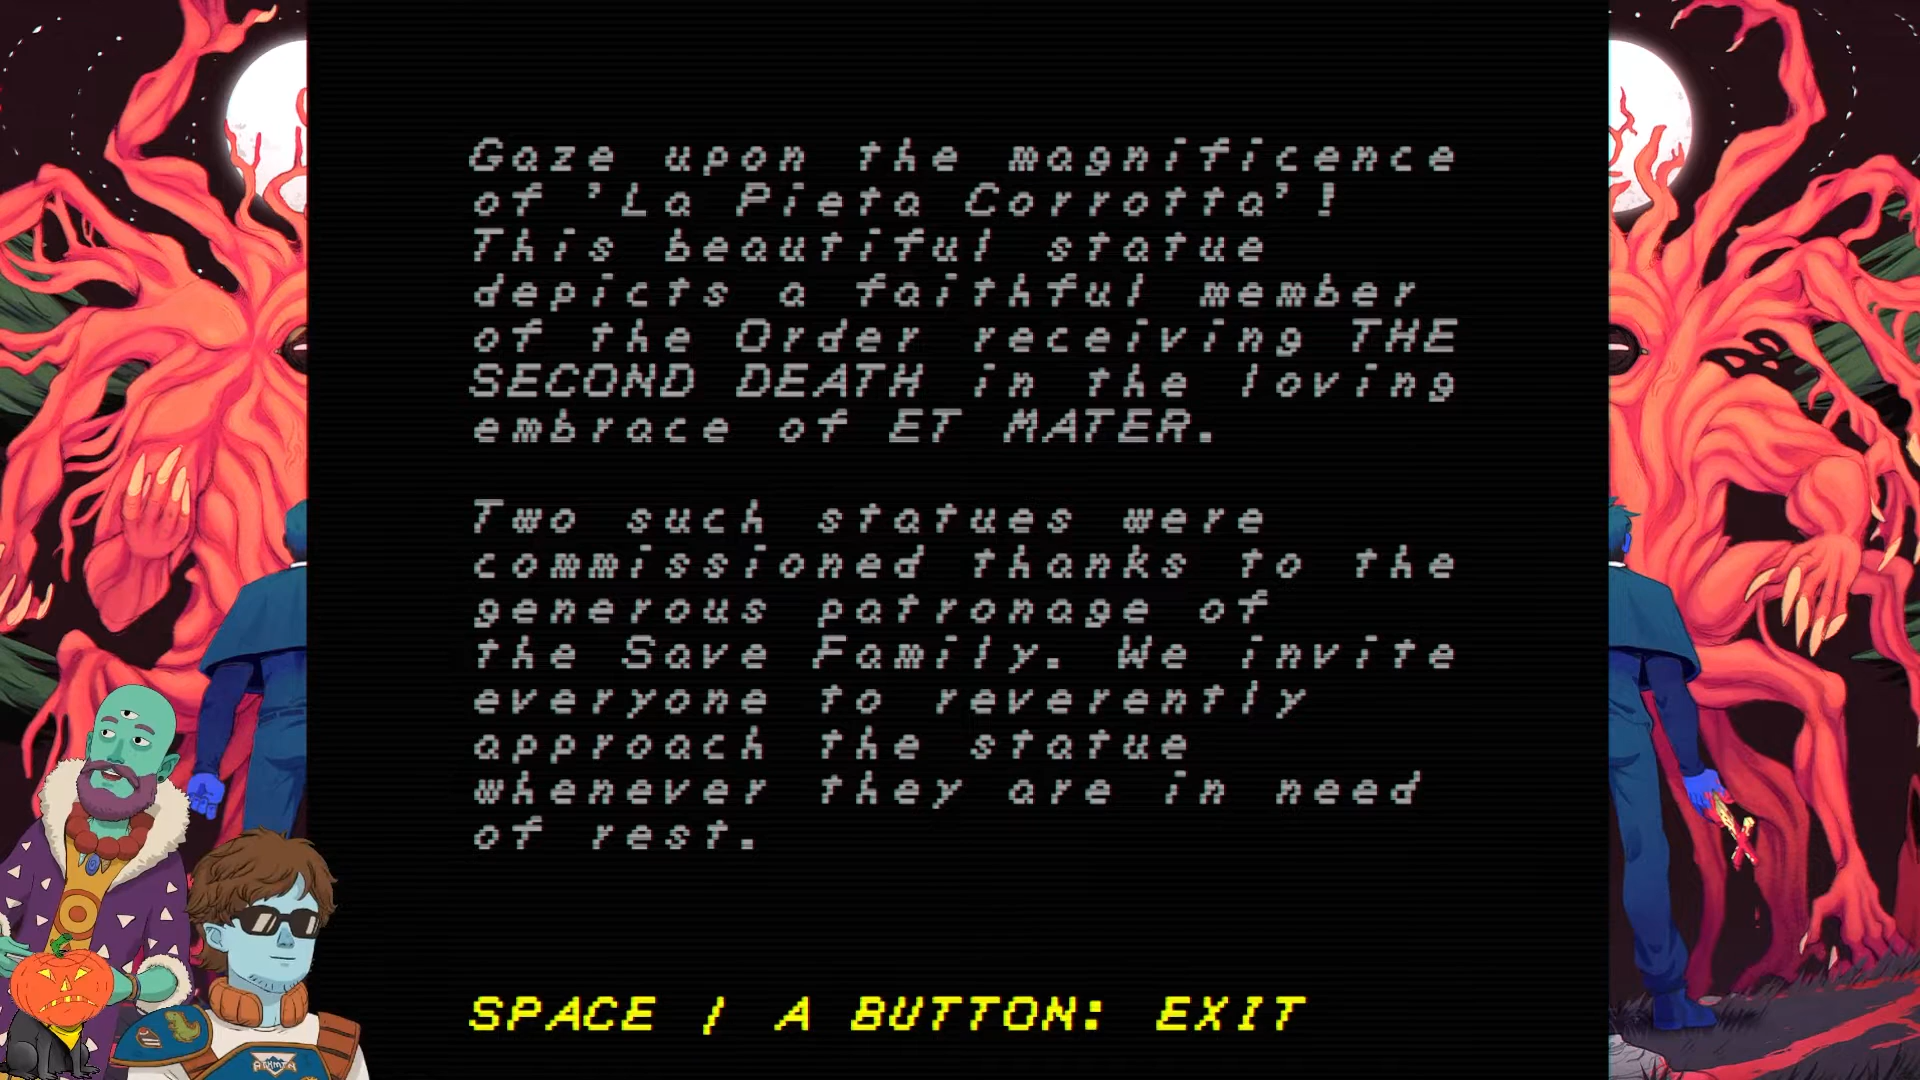 Gaze upon the magnificence
of 'La Pieta Corrotta'!
This beautiful statue
depicts a faithful member
of the Order receiving THE
SECOND DEATH in the loving
embrace of ET MATER.
Two such statues were
commissioned thanks to the
generous patronage of
the Save Family. We invite
everyone to reverently
approach the statue
whenever they are in need
of rest.
SPACE / A BUTTON: EXIT